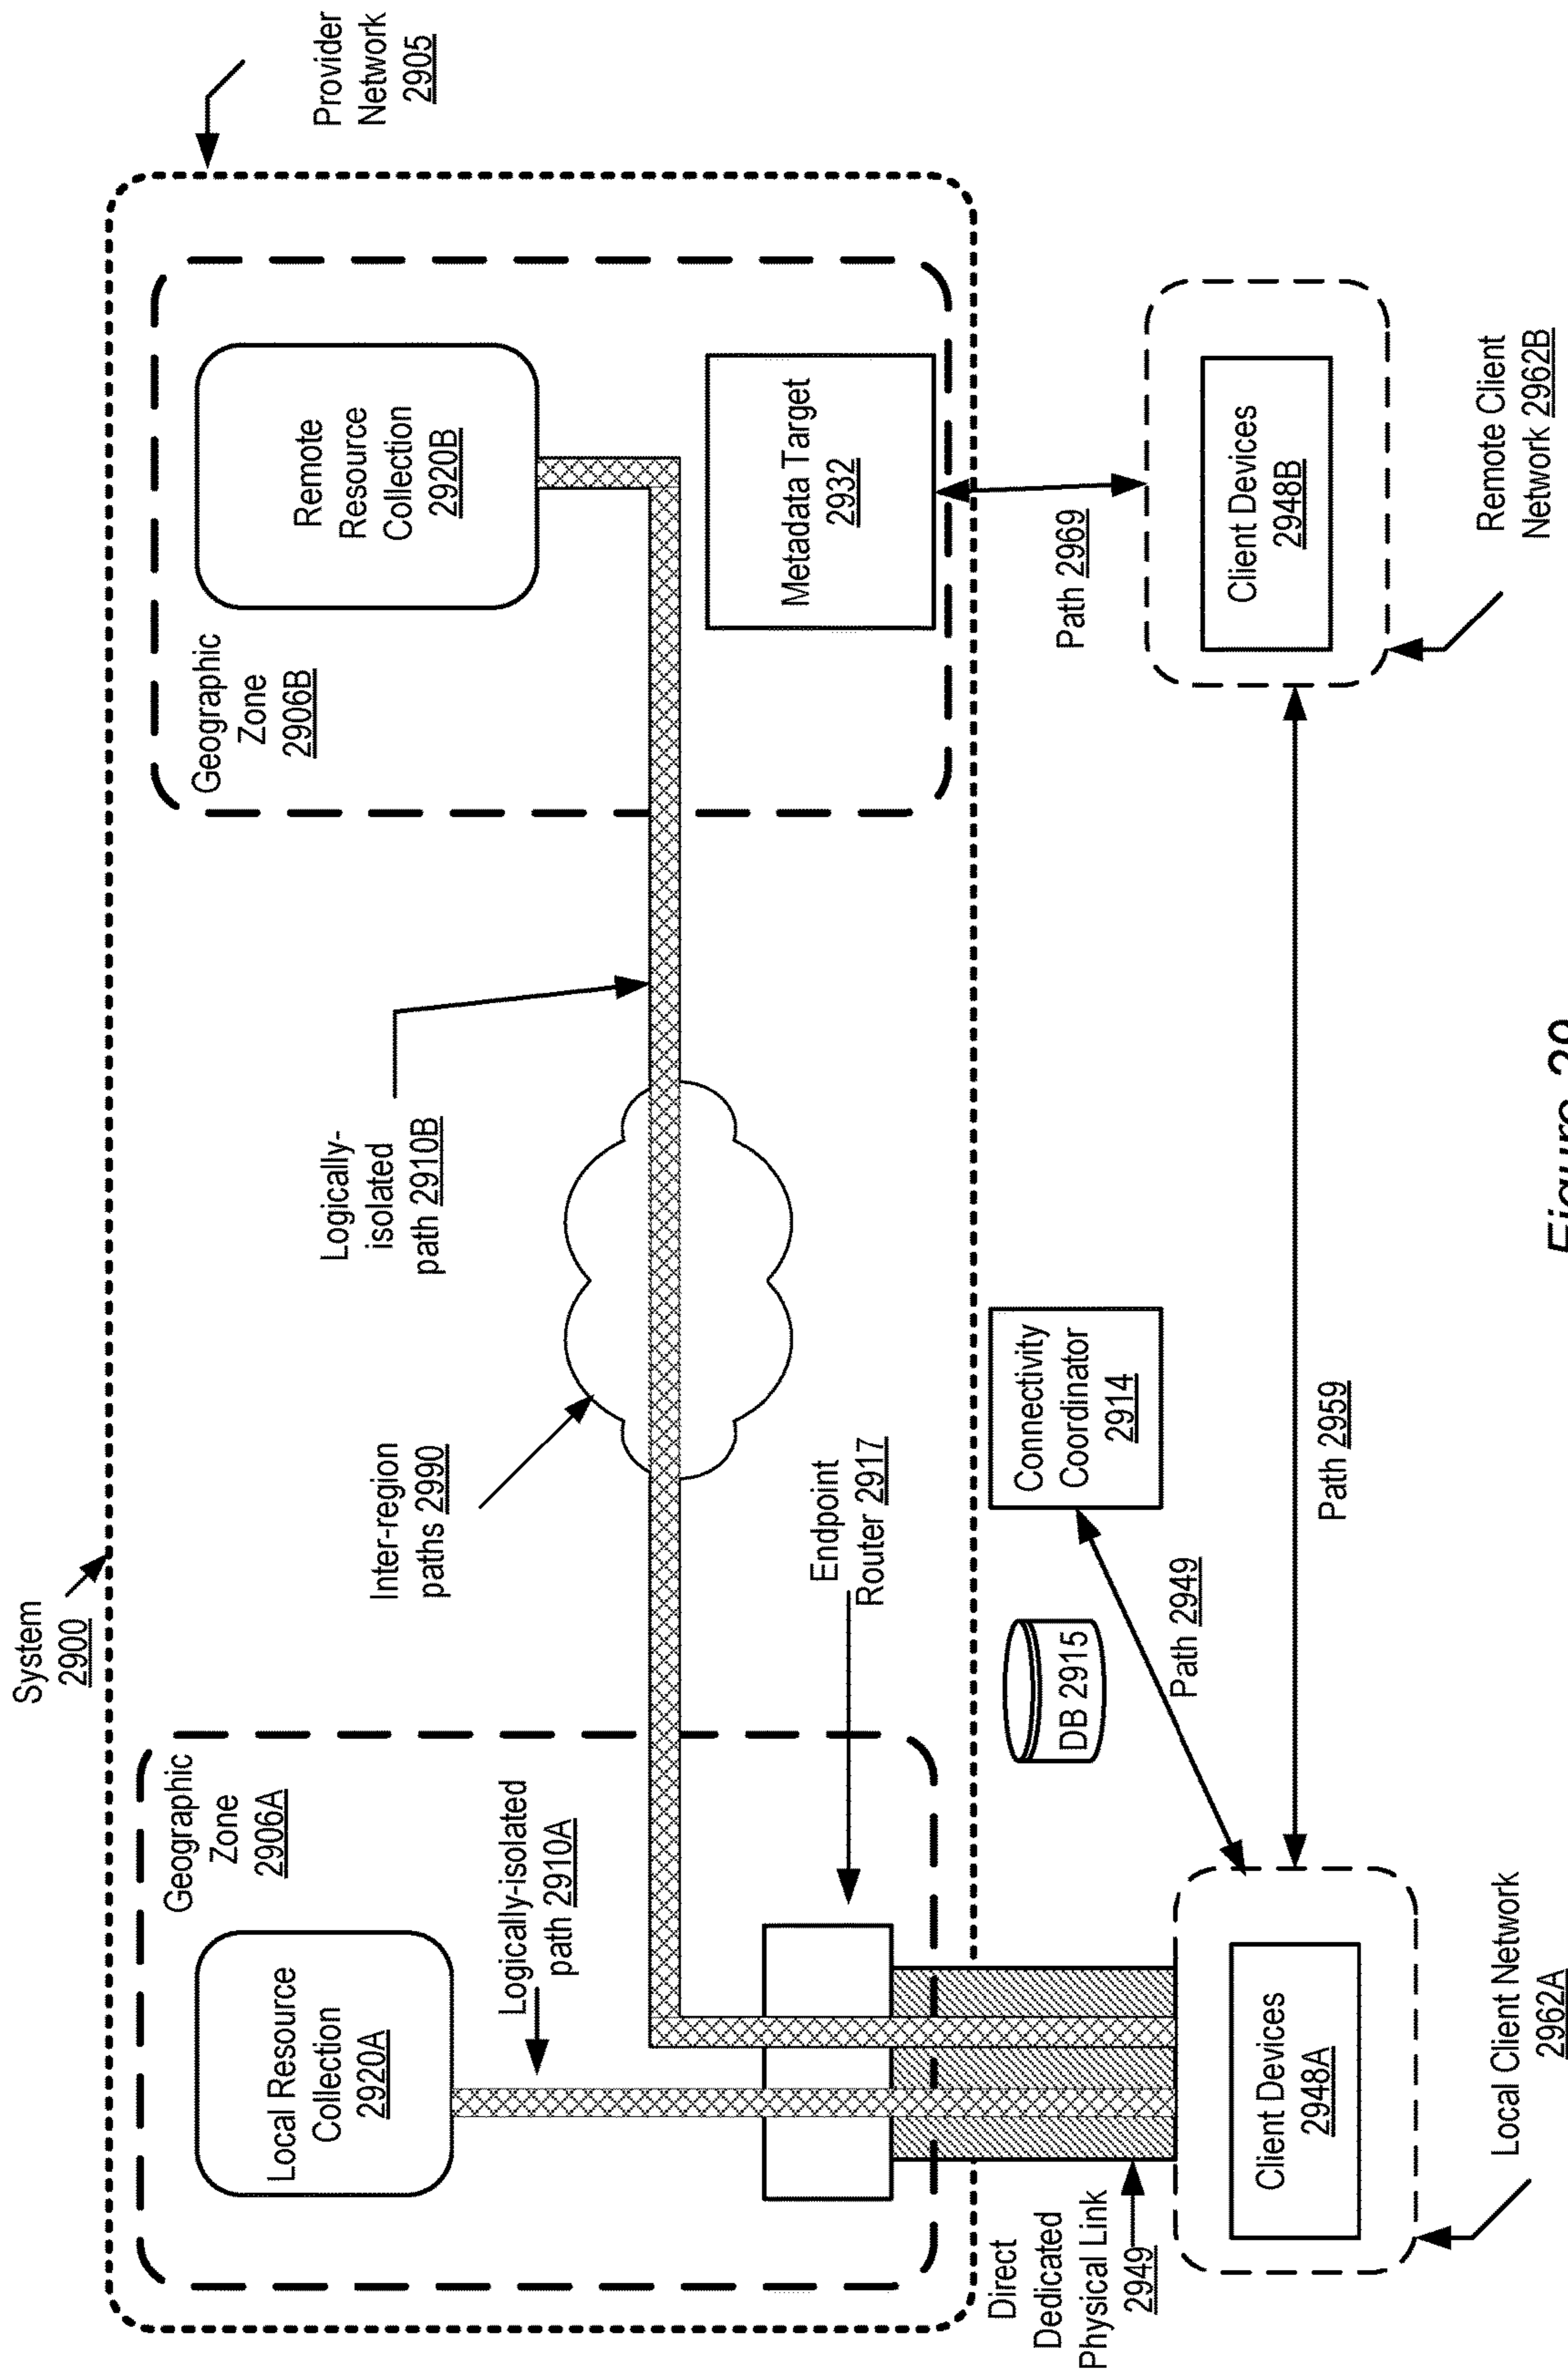 System
2900
Provider
Network
2905
Geographic
Zone
2906A
Geographic
Zone
2906B
Local Resource
Collection
2920A
Remote
Resource
Collection
2920B
Logically-
isolated
path 2910B
Inter-region
paths 2990
Logically-isolated
path 2910A
Endpoint
Router 2917
Metadata Target
2932
Direct
Dedicated
Physical Link
2949
DB 2915
Connectivity
Coordinator
2914
Path 2949
Path 2969
Client Devices
2948A
Path 2959
Client Devices
2948B
Local Client Network
2962A
Remote Client
Network 2962B
Figure 29